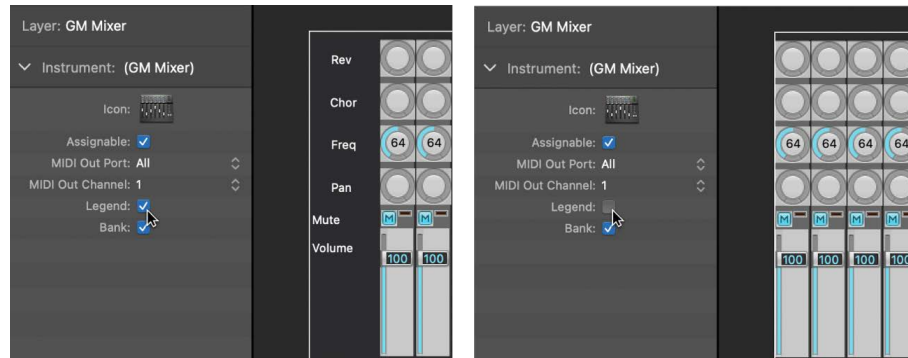 Layer: GM Mixer
Instrument: (GM Mixer)
Icon:
Assignable:
MIDI Out Port: All
MIDI Out Channel: 1
Legend:
Bank:
Rev
Chor
Freq 64 64
Pan
Mute M M
Volume
100 100
Layer: GM Mixer
Instrument: (GM Mixer)
Icon:
Assignable:
MIDI Out Port: All
MIDI Out Channel: 1
Legend:
Bank:
64 64 64 64
M M M M
100 100 100 100